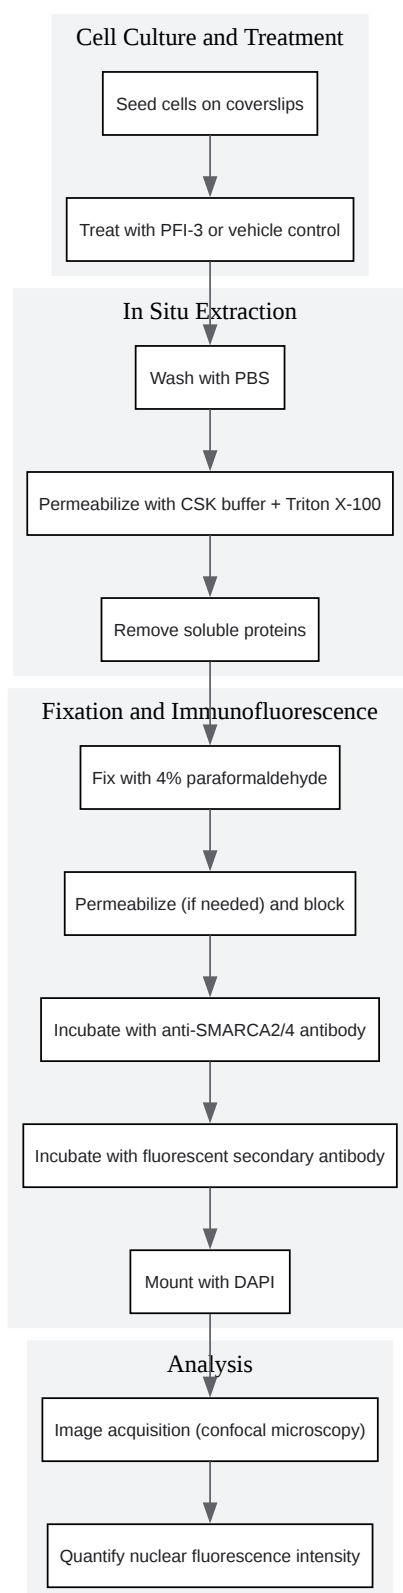 Cell Culture and Treatment
Seed cells on coverslips
Treat with PFI-3 or vehicle control
In Situ Extraction
Wash with PBS
Permeabilize with CSK buffer + Triton X-100
Remove soluble proteins
Fixation and Immunofluorescence
Fix with 4% paraformaldehyde
Permeabilize (if needed) and block
Incubate with anti-SMARCA2/4 antibody
Incubate with fluorescent secondary antibody
Mount with DAPI
Analysis
Image acquisition (confocal microscopy)
Quantify nuclear fluorescence intensity